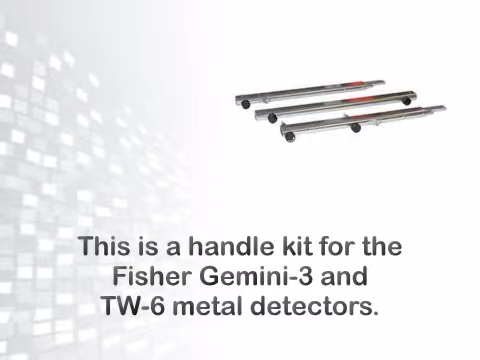 This is a handle kit for the
Fisher Gemini-3 and
TW-6 metal detectors.